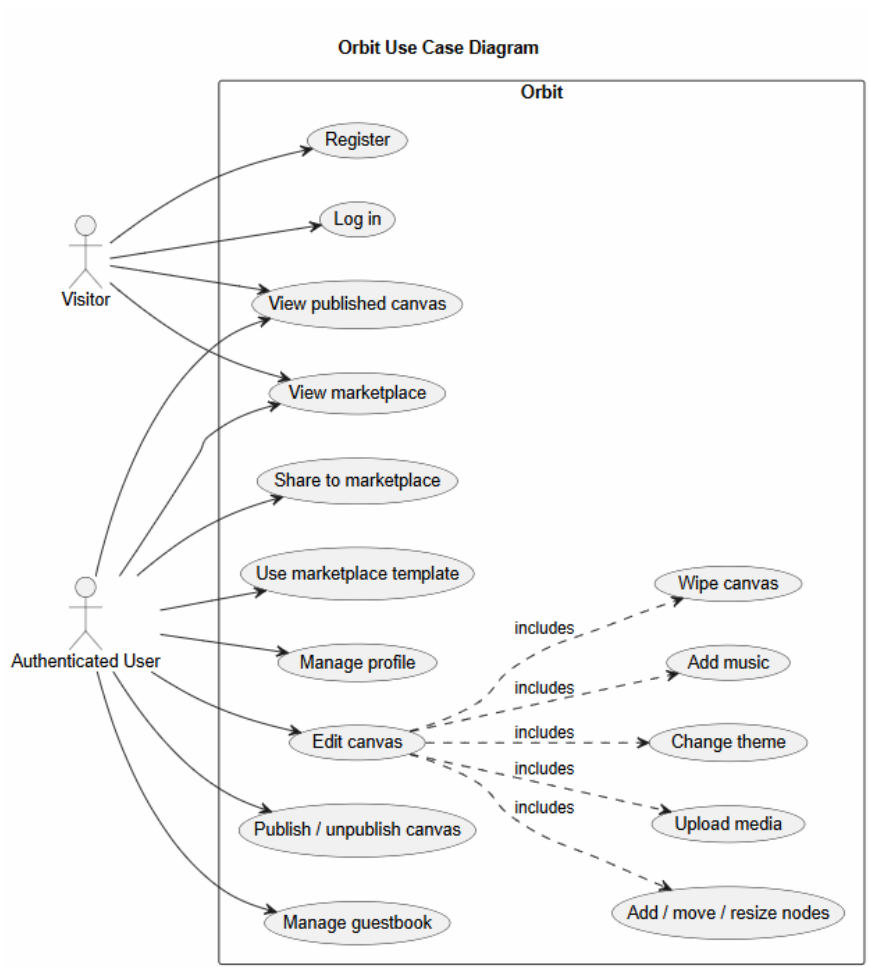 Orbit Use Case Diagram
Orbit
Register
Log in
Visitor
View published canvas
View marketplace
Share to marketplace
Use marketplace template
Wipe canvas
includes
Authenticated User
Manage profile
Add music
includes
Edit canvas
includes
Change theme
includes
includes
Publish / unpublish canvas
Upload media
Manage guestbook
Add / move / resize nodes